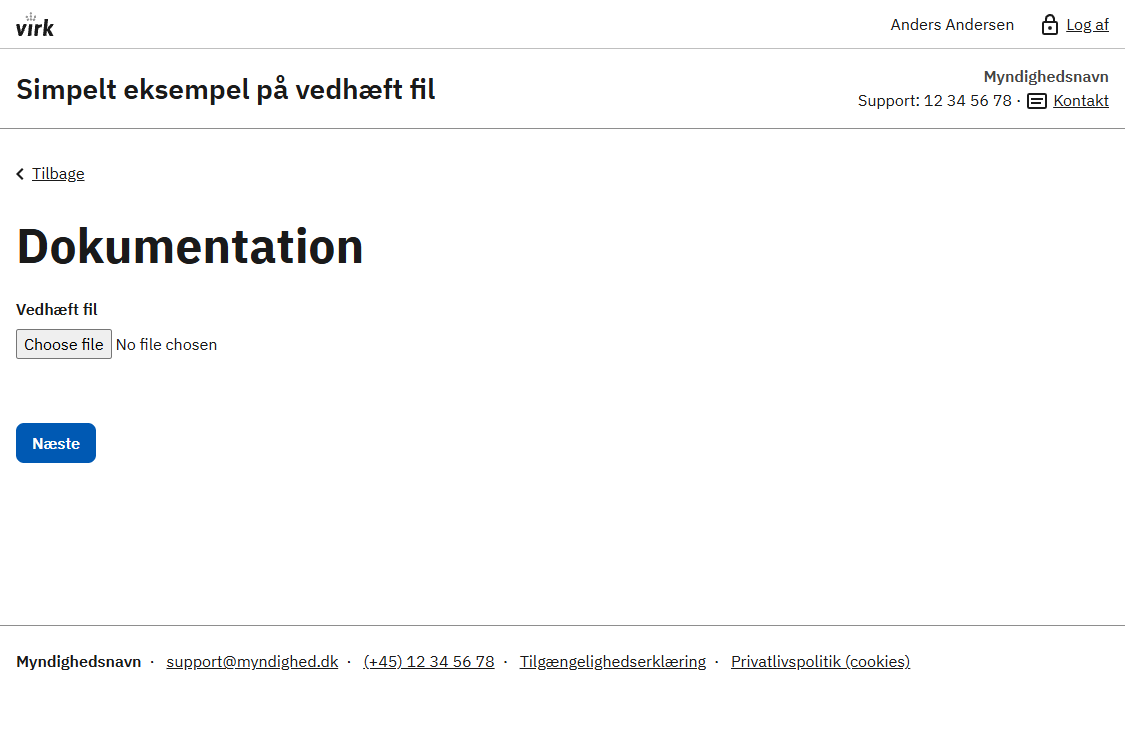 virk
Anders Andersen Log af
Simpelt eksempel på vedhæft fil
Myndighedsnavn
Support: 12 34 56 78 · Kontakt
Tilbage
Dokumentation
Vedhæft fil
Choose file No file chosen
Næste
Myndighedsnavn · support@myndighed.dk · (+45) 12 34 56 78 · Tilgængelighedserklæring · Privatlivspolitik (cookies)